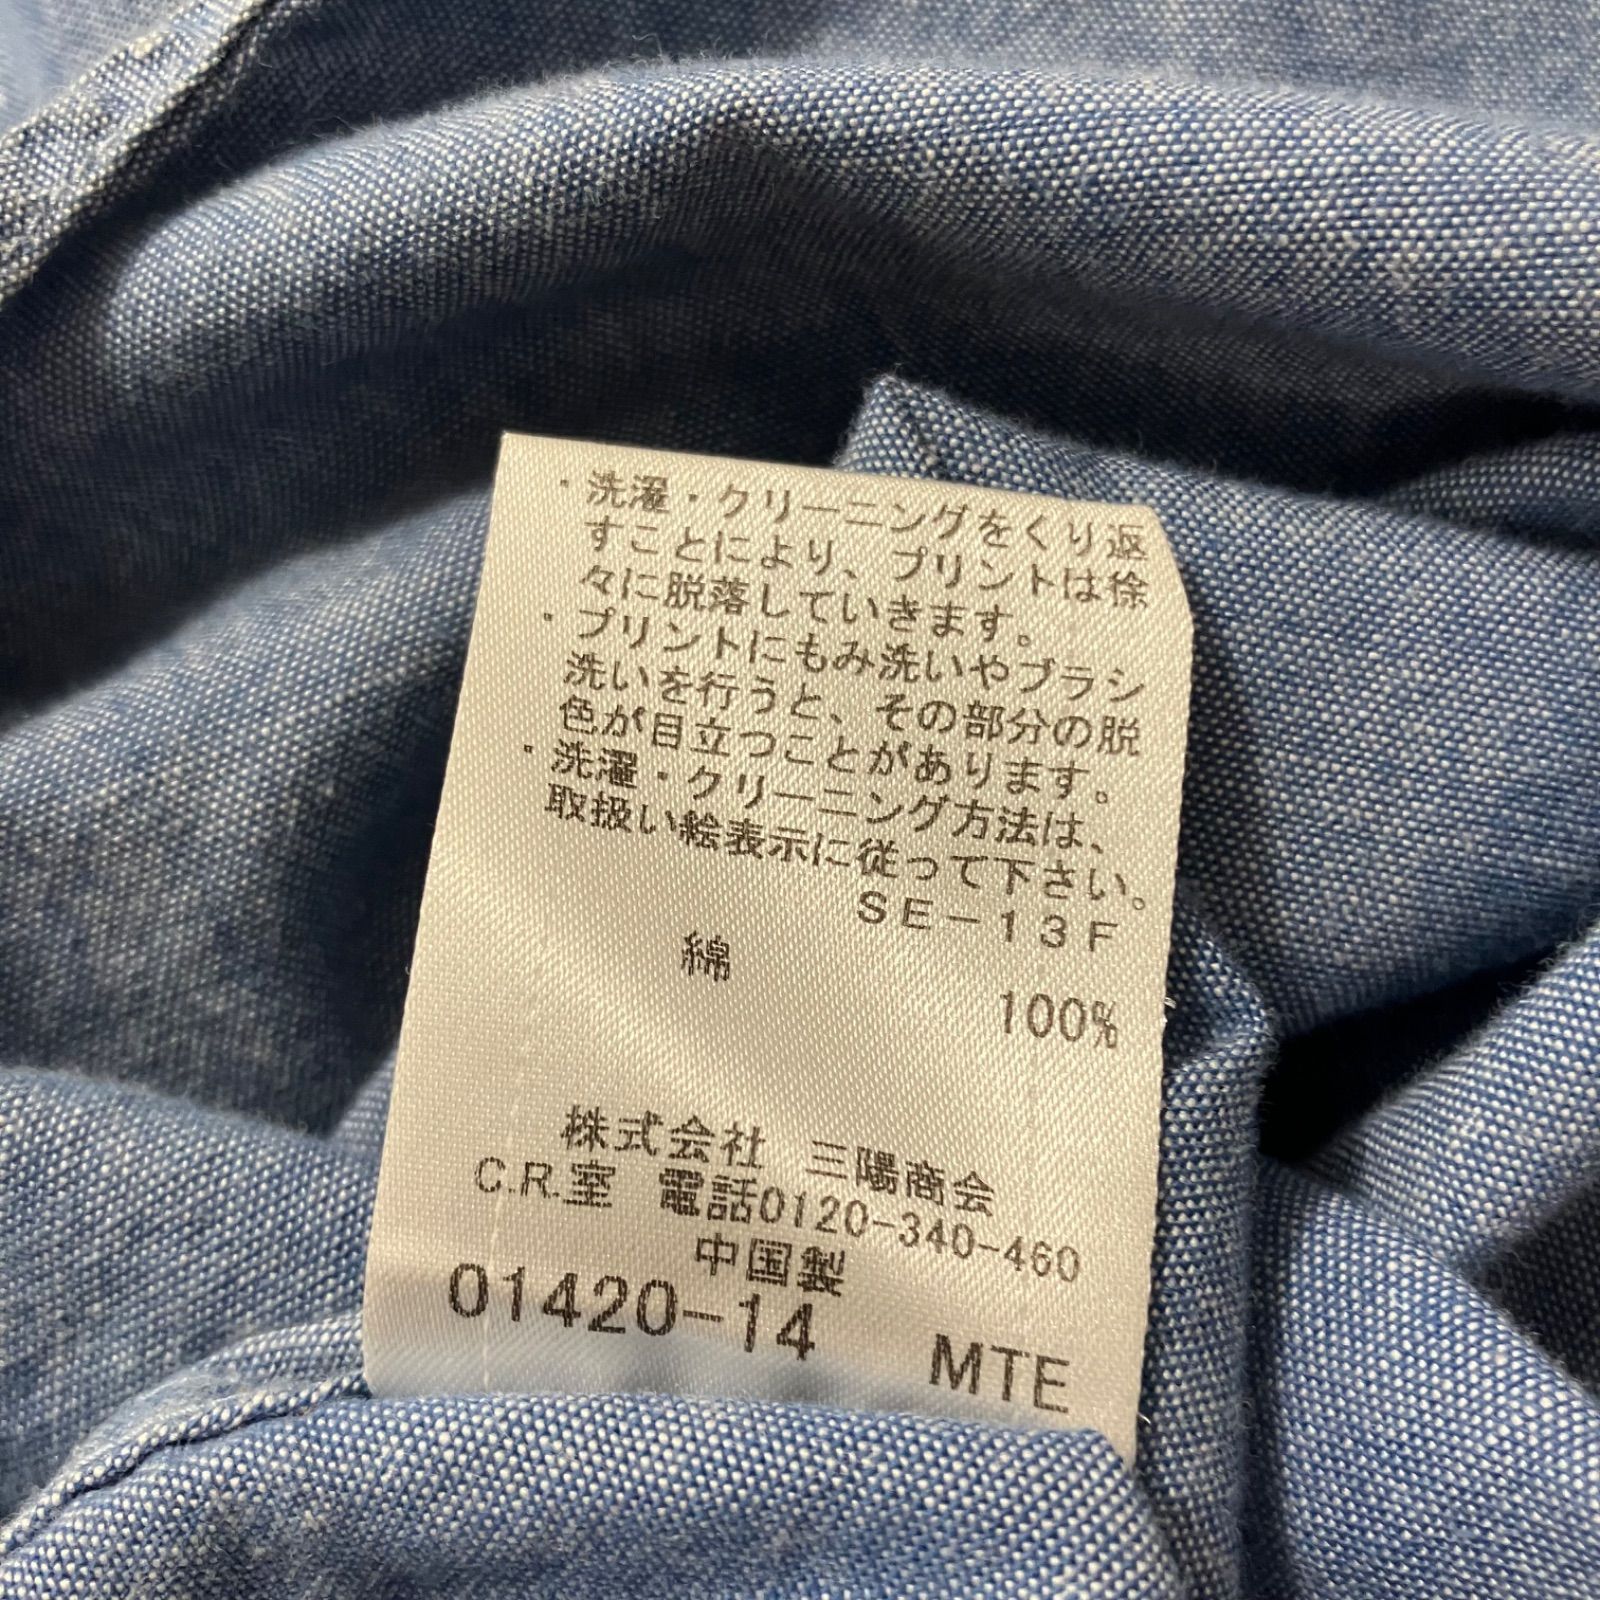 ・洗濯・クリーニングをくり返
すことにより、プリントは徐
々に脱落していきます。
・プリントにもみ洗いやブラシ
洗いを行うと、その部分の脱
色が目立つことがあります。
・洗濯・クリーニング方法は、
取扱い絵表示に従って下さい。
SE-13F
綿 100%
株式会社 三陽商会
C.R.室 電話0120-340-460
中国製
01420-14 MTE